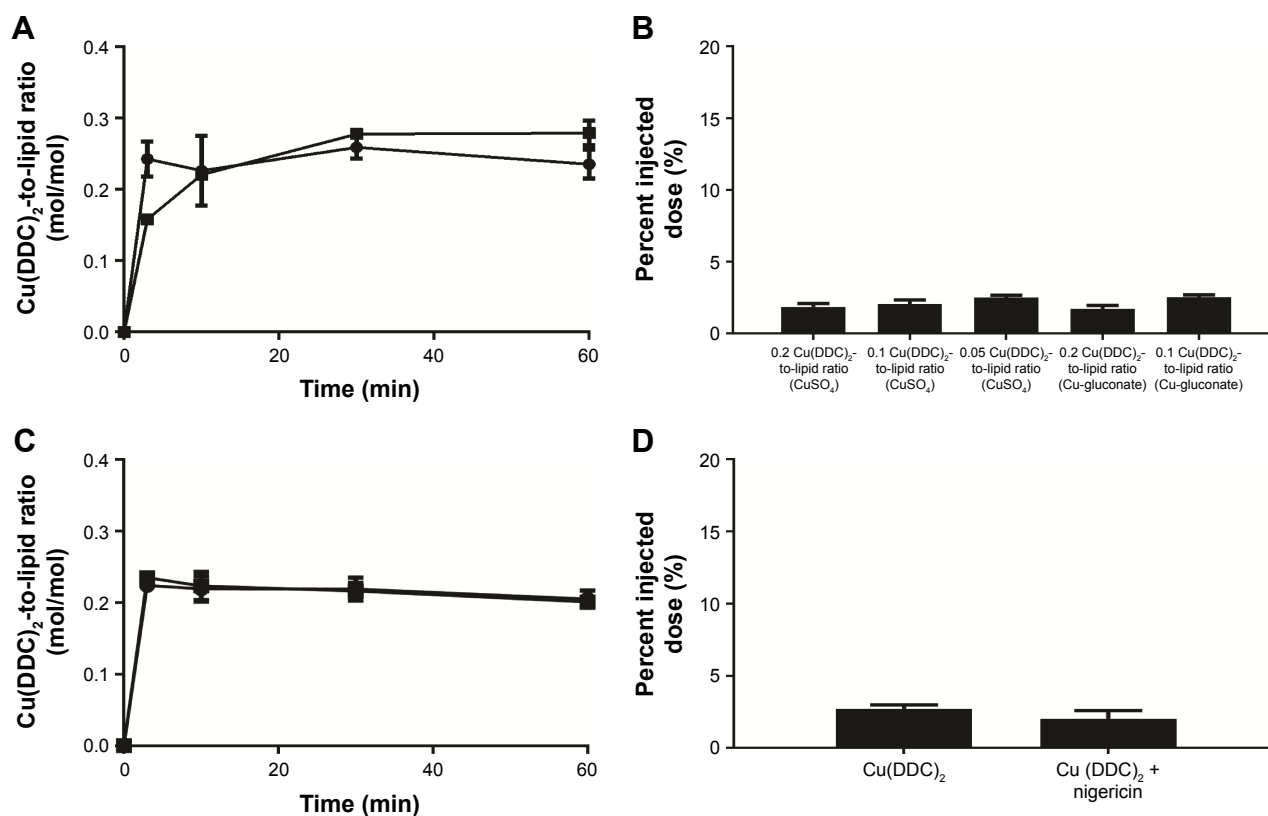 A
Cu(DDC)₂-to-lipid ratio
(mol/mol)
0.4
0.3
0.2
0.1
0.0
0
20
40
60
Time (min)
B
Percent injected
dose (%)
20
15
10
5
0
0.2 Cu(DDC)₂-
to-lipid ratio
(CuSO₄)
0.1 Cu(DDC)₂-
to-lipid ratio
(CuSO₄)
0.05 Cu(DDC)₂-
to-lipid ratio
(CuSO₄)
0.2 Cu(DDC)₂-
to-lipid ratio
(Cu-gluconate)
0.1 Cu(DDC)₂-
to-lipid ratio
(Cu-gluconate)
C
Cu(DDC)₂-to-lipid ratio
(mol/mol)
0.4
0.3
0.2
0.1
0.0
0
20
40
60
Time (min)
D
Percent injected
dose (%)
20
15
10
5
0
Cu(DDC)₂
Cu (DDC)₂ +
nigericin